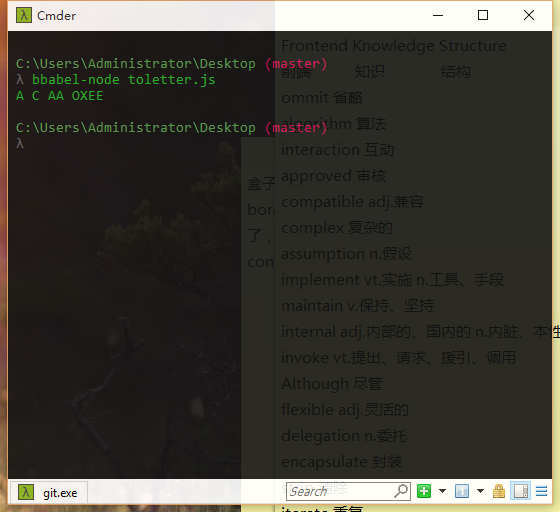 Cmder
C:\Users\Administrator\Desktop (master)
λ bbabel-node toletter.js
A C AA OXEE
C:\Users\Administrator\Desktop (master)
λ
Frontend Knowledge Structure
前端 知识 结构
ommit 省略
algorithm 算法
interaction 互动
approved 审核
compatible adj.兼容
complex 复杂的
assumption n.假设
implement vt.实施 n.工具、手段
maintain v.保持、坚持
internal adj.内部的、国内的 n.内脏、本性
invoke vt.提出、请求、援引、调用
Although 尽管
flexible adj.灵活的
delegation n.委托
encapsulate 封装
除
iterate 重复
盒子
bor
了，
con
git.exe
Search